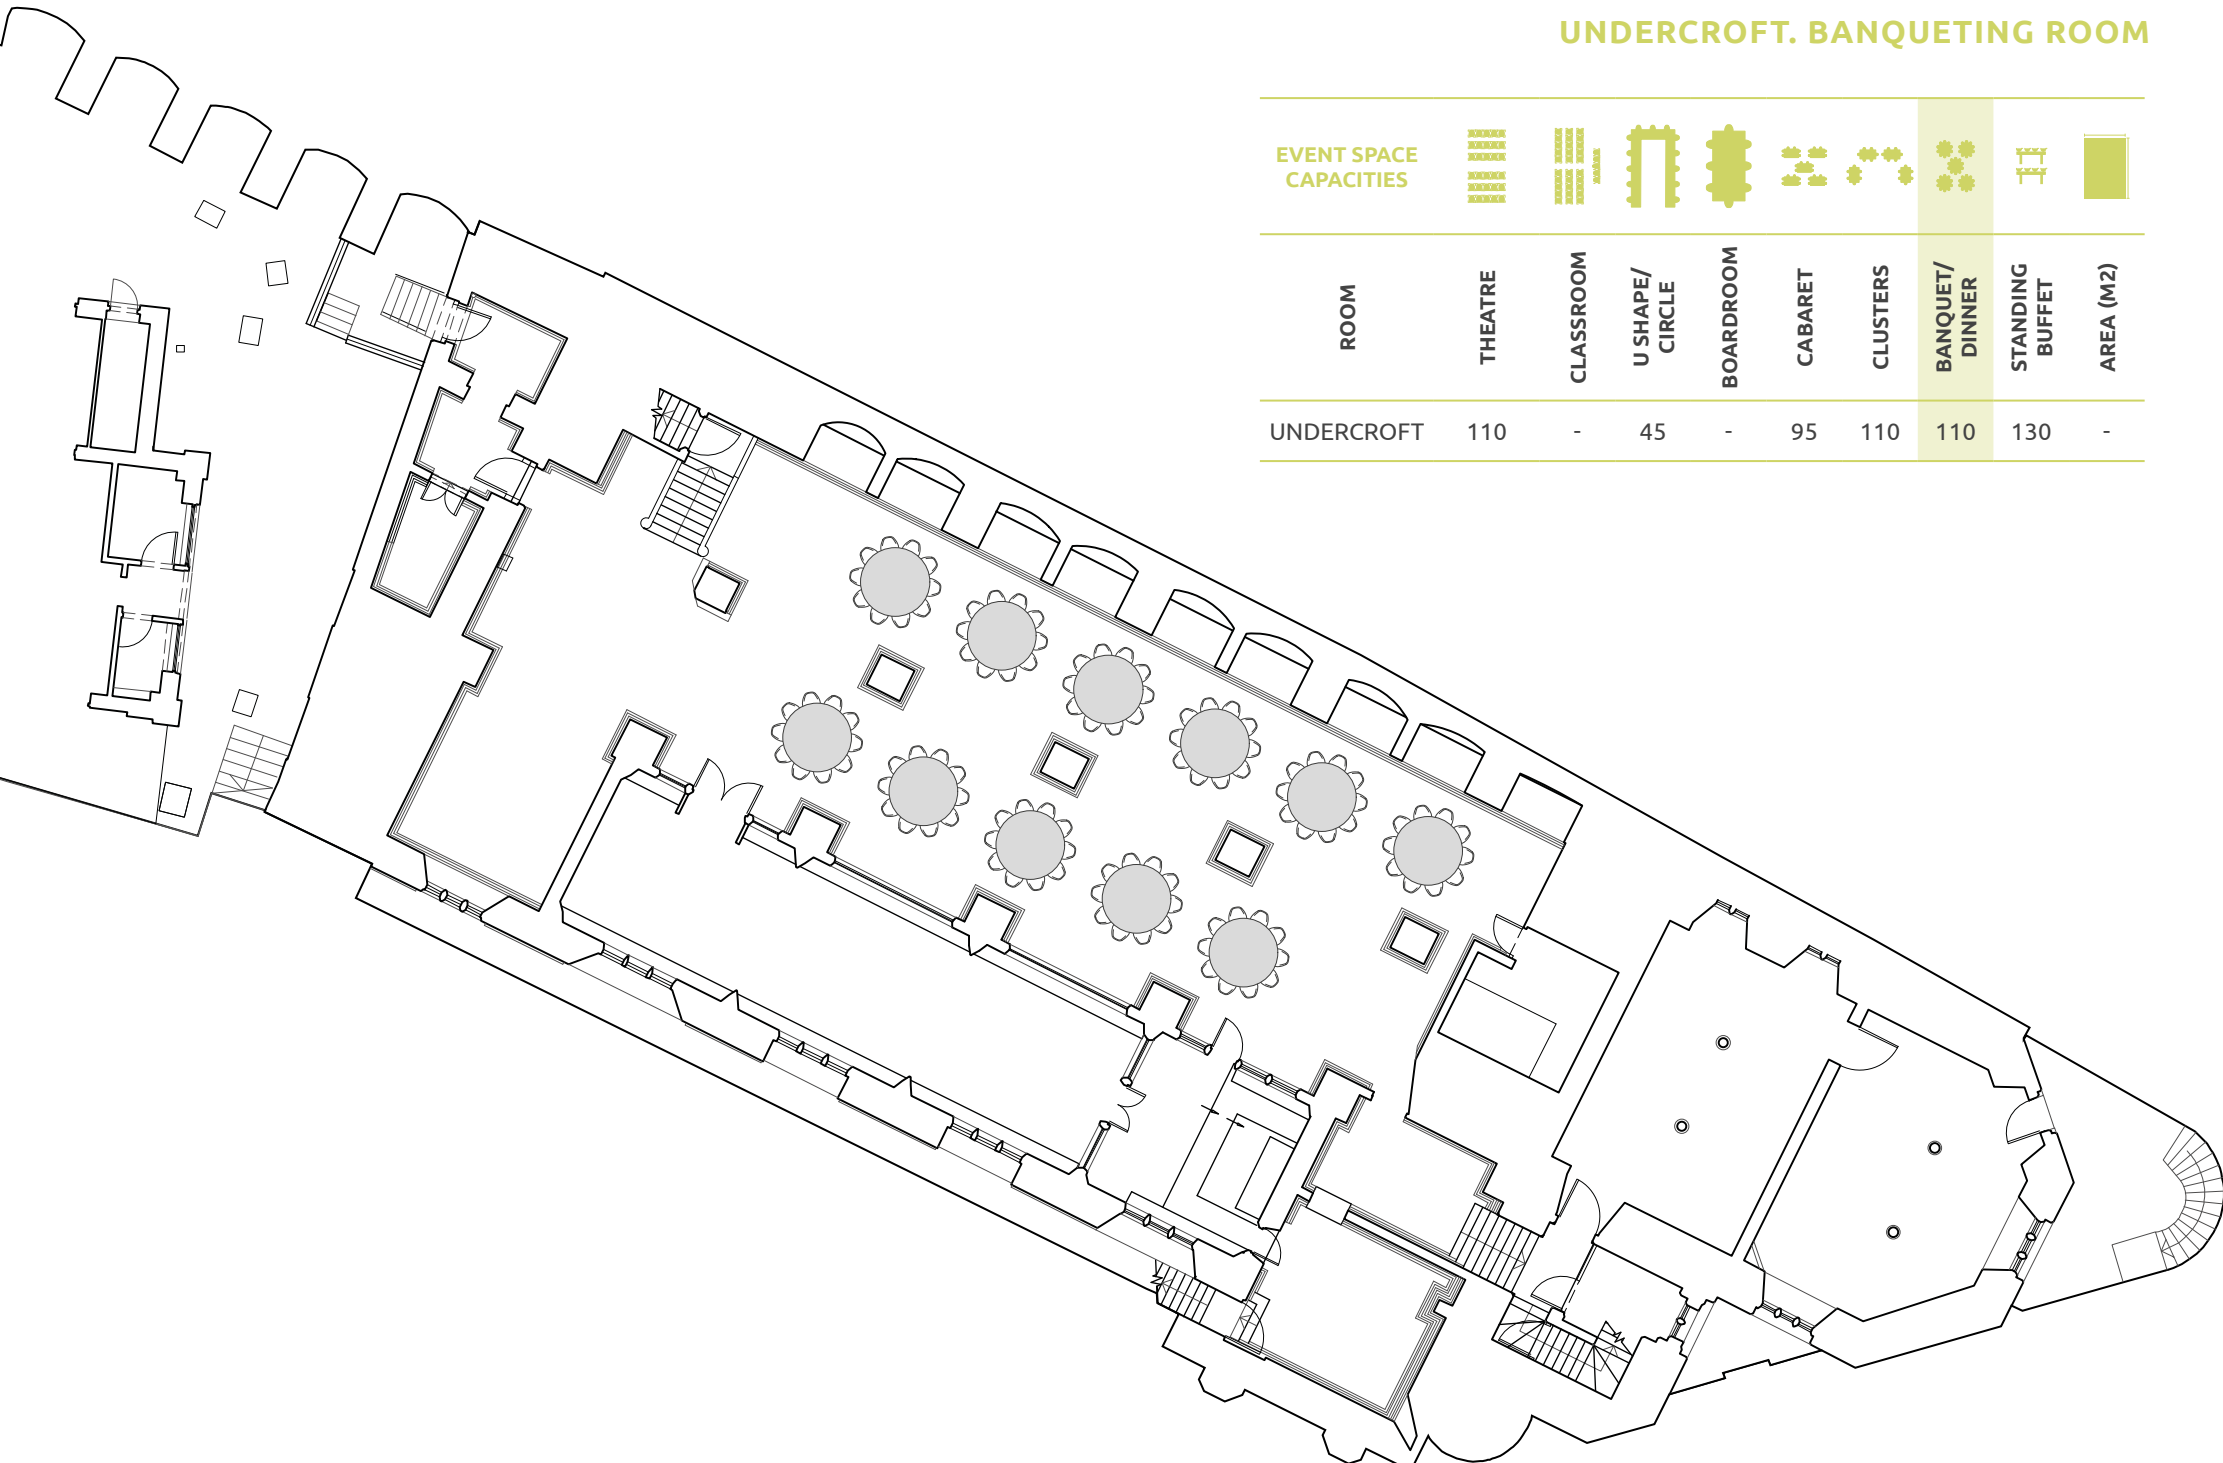 UNDERCROFT. BANQUETING ROOM
EVENT SPACE
CAPACITIES
ROOM
THEATRE
CLASSROOM
U SHAPE/
CIRCLE
BOARDROOM
CABARET
CLUSTERS
BANQUET/
DINNER
STANDING
BUFFET
AREA (M2)
UNDERCROFT 110 - 45 - 95 110 110 130 -